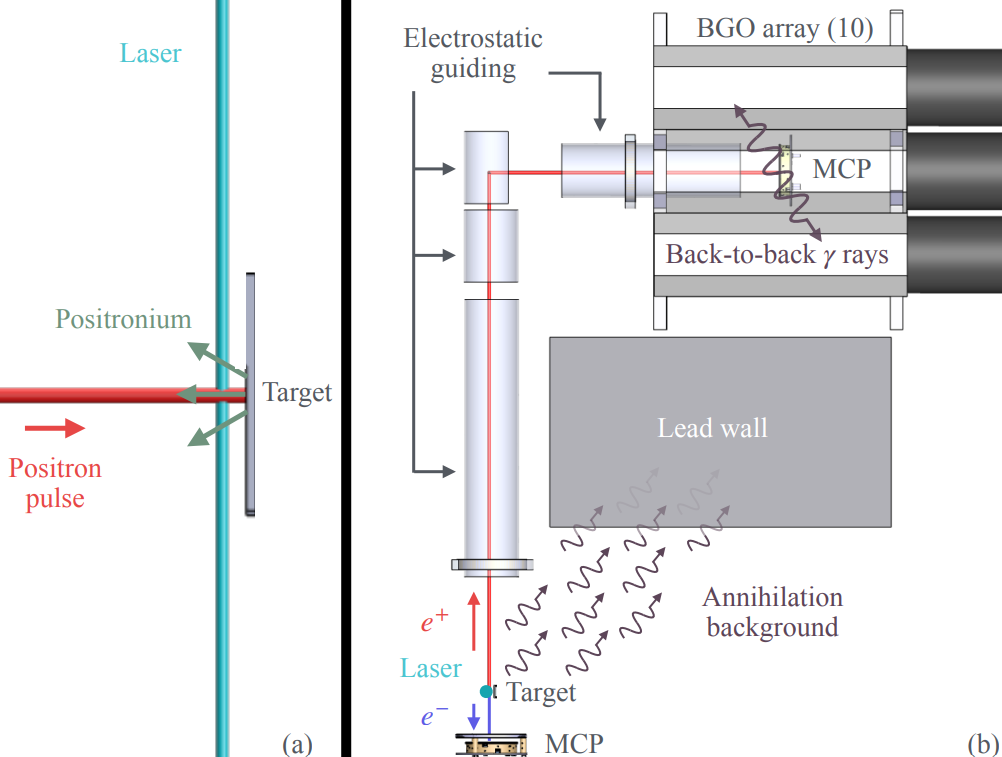 Laser
Positronium
Target
Positron
pulse
(a)
Electrostatic
guiding
BGO array (10)
MCP
Back-to-back γ rays
Lead wall
Annihilation
background
e+
Laser
Target
e−
MCP
(b)